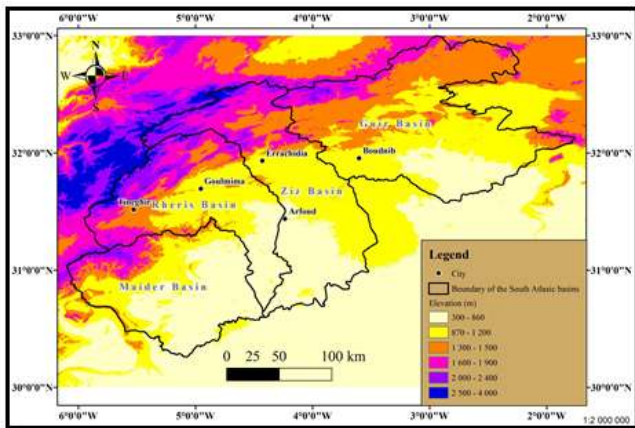 6°0'0"W 5°0'0"W 4°0'0"W 3°0'0"W 2°0'0"W
33°0'0"N 33°0'0"N
N
W E
S
Guir Basin
32°0'0"N 32°0'0"N
Errachidia Boudnib
Goulmima
Ziz Basin
Tineghir Rheris Basin
Arfoud
31°0'0"N 31°0'0"N
Maider Basin
Legend
City
Boundary of the South Atlasic basins
Elevation (m)
300 - 860
870 - 1 200
1 300 - 1 500
1 600 - 1 900
2 000 - 2 400
2 500 - 4 000
0 25 50 100 km
30°0'0"N 30°0'0"N
6°0'0"W 5°0'0"W 4°0'0"W 3°0'0"W 2°0'0"W
1:2 000 000